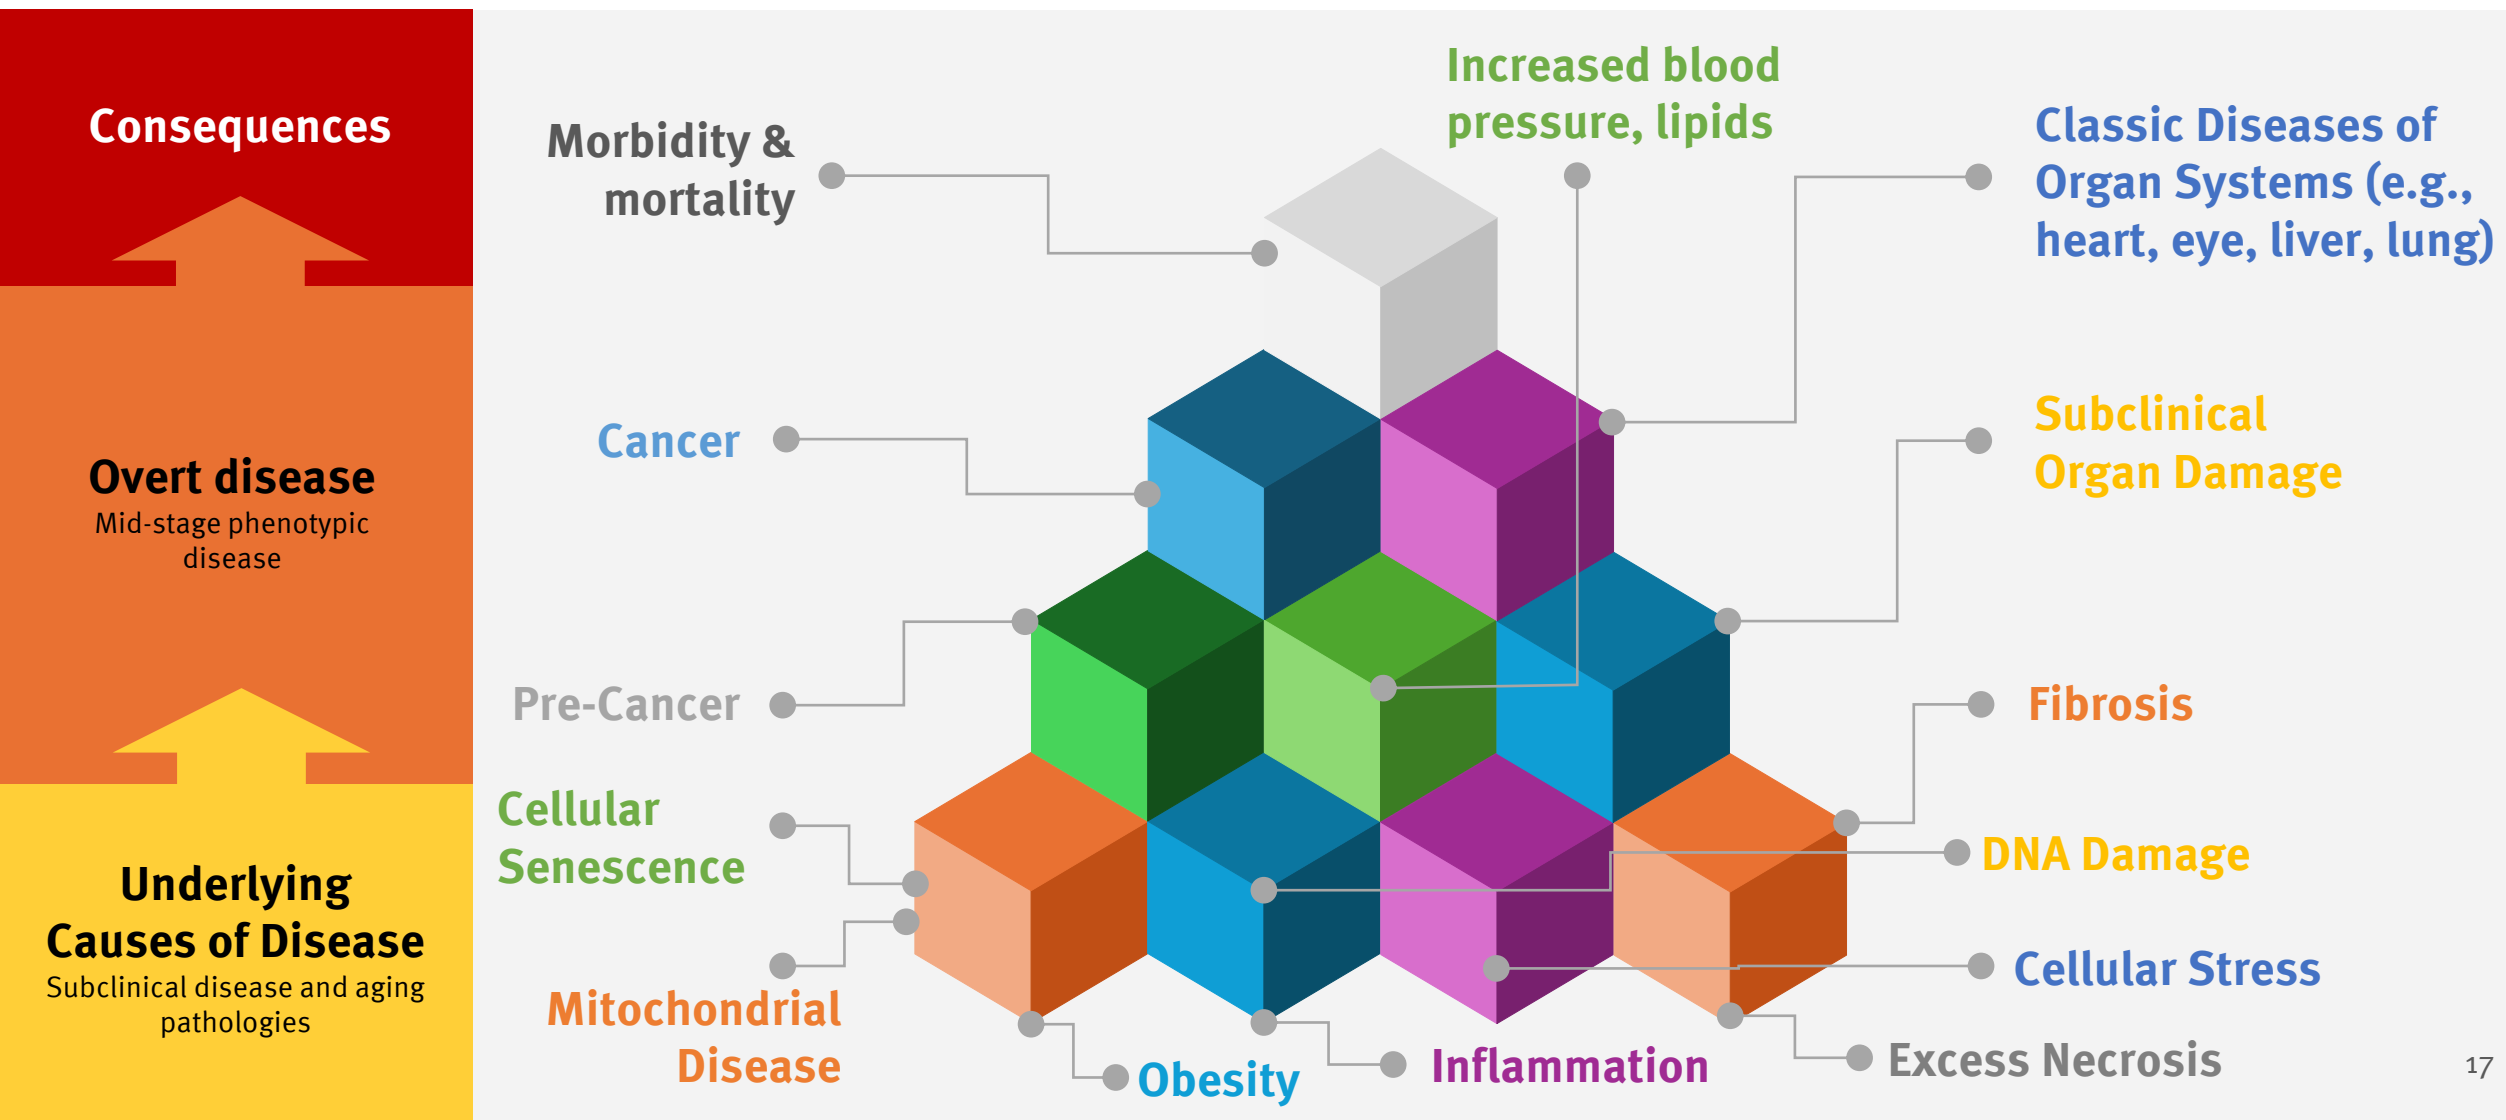 Consequences
Overt disease
Mid-stage phenotypic
disease
Underlying
Causes of Disease
Subclinical disease and aging
pathologies
Morbidity &
mortality
Increased blood
pressure, lipids
Classic Diseases of
Organ Systems (e.g.,
heart, eye, liver, lung)
Cancer
Subclinical
Organ Damage
Pre-Cancer
Fibrosis
Cellular
Senescence
DNA Damage
Mitochondrial
Disease
Cellular Stress
Obesity
Inflammation
Excess Necrosis
17